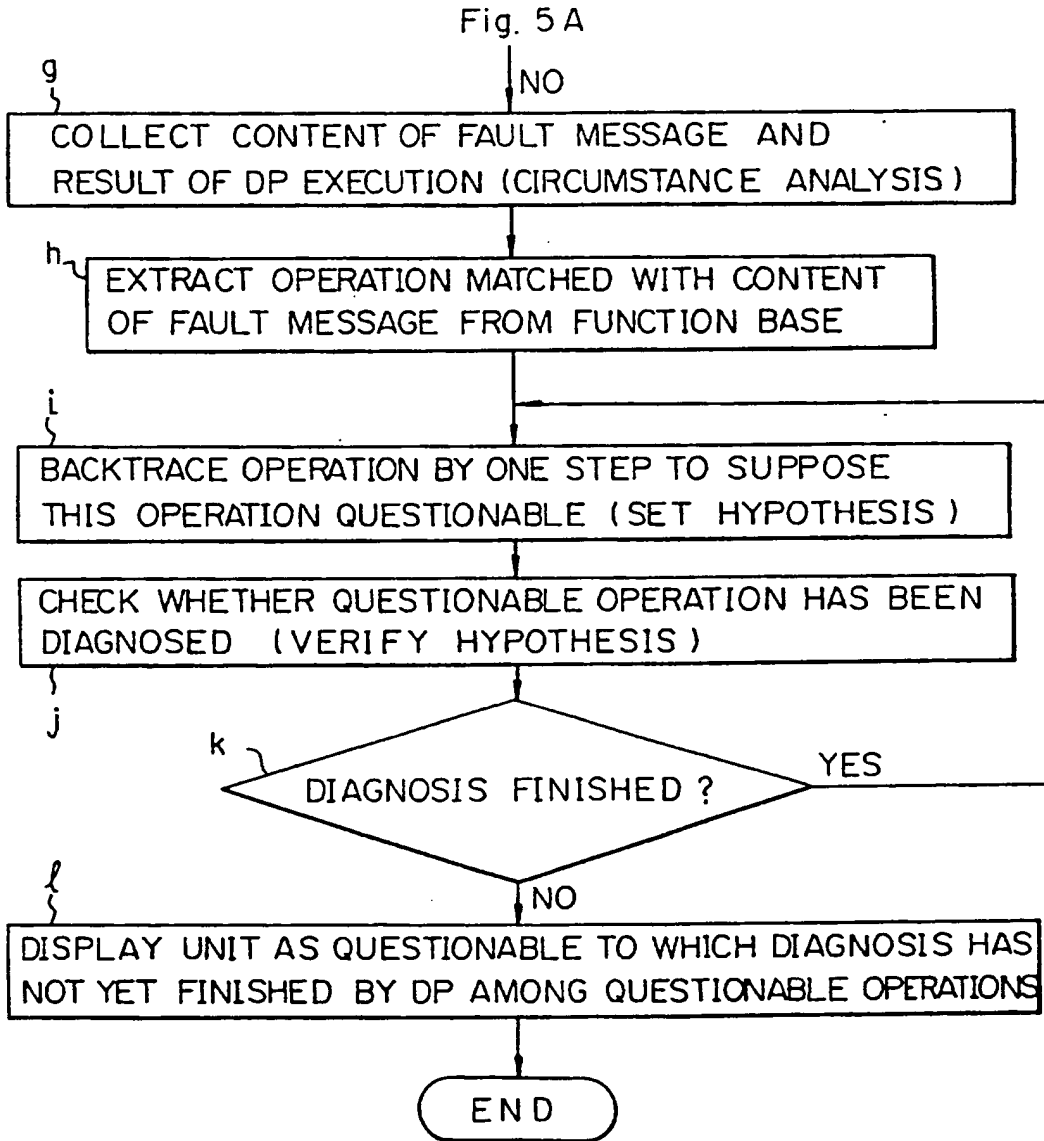 Fig. 5A
NO
g
COLLECT CONTENT OF FAULT MESSAGE AND
RESULT OF DP EXECUTION (CIRCUMSTANCE ANALYSIS)
h
EXTRACT OPERATION MATCHED WITH CONTENT
OF FAULT MESSAGE FROM FUNCTION BASE
i
BACKTRACE OPERATION BY ONE STEP TO SUPPOSE
THIS OPERATION QUESTIONABLE (SET HYPOTHESIS)
CHECK WHETHER QUESTIONABLE OPERATION HAS BEEN
DIAGNOSED (VERIFY HYPOTHESIS)
j
k
DIAGNOSIS FINISHED?
YES
NO
ℓ
DISPLAY UNIT AS QUESTIONABLE TO WHICH DIAGNOSIS HAS
NOT YET FINISHED BY DP AMONG QUESTIONABLE OPERATIONS
END